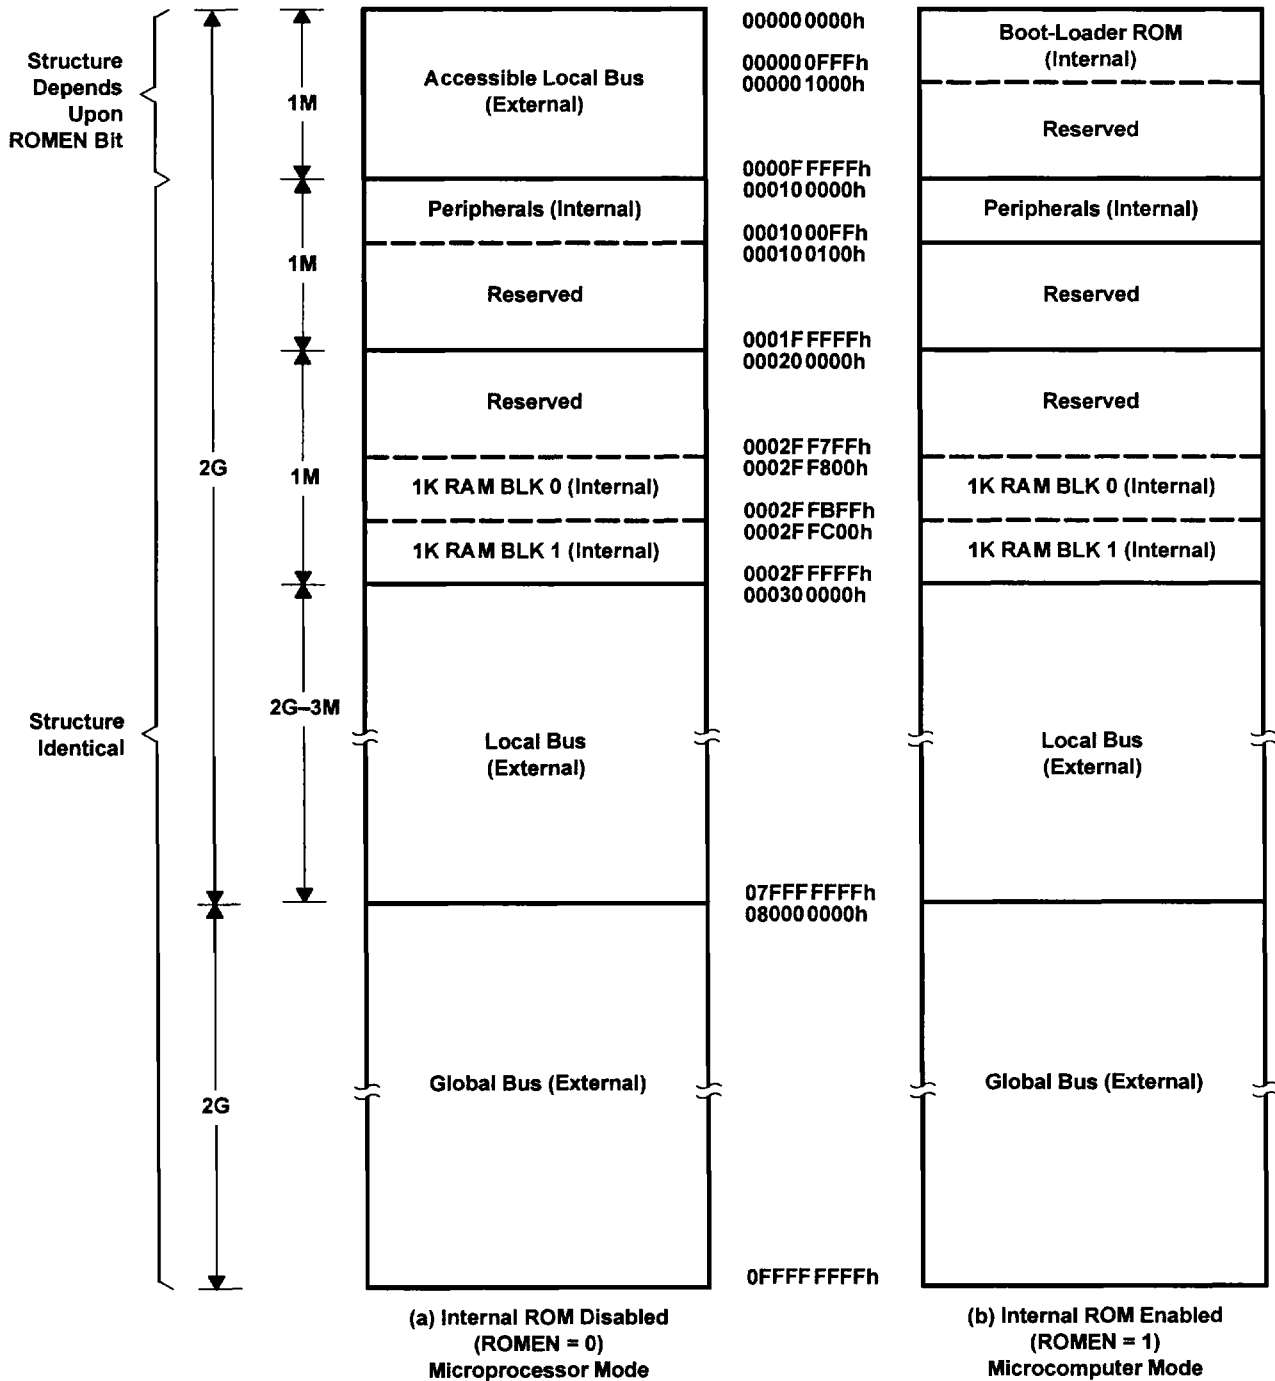 Structure
Depends
Upon
ROMEN Bit
Structure
Identical
2G
2G
1M
1M
1M
2G–3M
Accessible Local Bus
(External)
Peripherals (Internal)
Reserved
Reserved
1K RAM BLK 0 (Internal)
1K RAM BLK 1 (Internal)
Local Bus
(External)
Global Bus (External)
(a) Internal ROM Disabled
(ROMEN = 0)
Microprocessor Mode
00000 0000h
00000 0FFFh
00000 1000h
0000F FFFFh
00010 0000h
00010 00FFh
00010 0100h
0001F FFFFh
00020 0000h
0002F F7FFh
0002F F800h
0002F FBFFh
0002F FC00h
0002F FFFFh
00030 0000h
07FFF FFFFh
08000 0000h
0FFFF FFFFh
Boot-Loader ROM
(Internal)
Reserved
Peripherals (Internal)
Reserved
Reserved
1K RAM BLK 0 (Internal)
1K RAM BLK 1 (Internal)
Local Bus
(External)
Global Bus (External)
(b) Internal ROM Enabled
(ROMEN = 1)
Microcomputer Mode